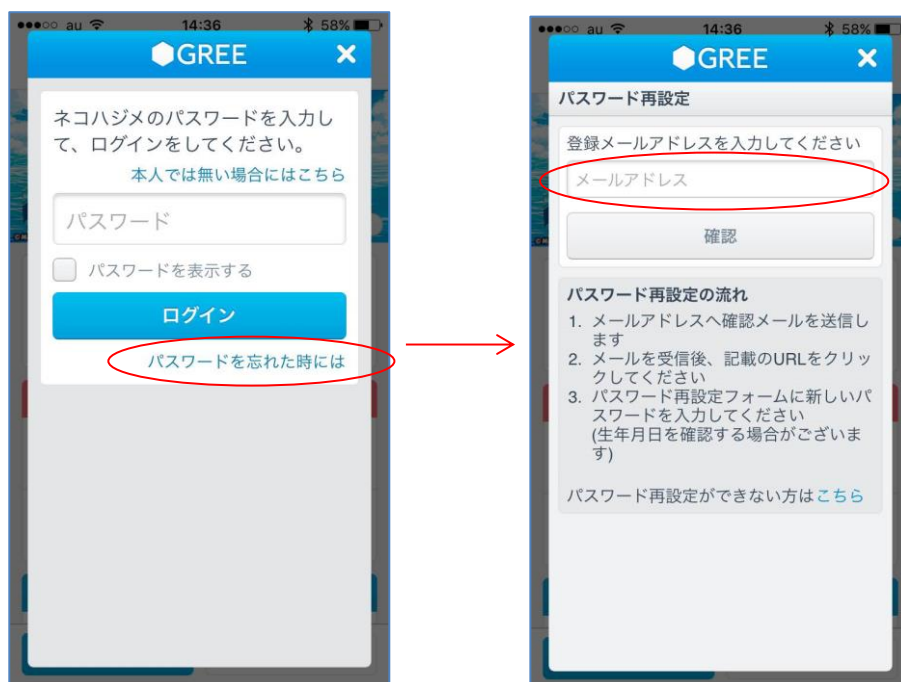 au 14:36 58%
GREE ×
ネコハジメのパスワードを入力し
て、ログインをしてください。
本人では無い場合にはこちら
パスワード
パスワードを表示する
ログイン
パスワードを忘れた時には
au 14:36 58%
GREE ×
パスワード再設定
登録メールアドレスを入力してください
メールアドレス
確認
パスワード再設定の流れ
1. メールアドレスへ確認メールを送信し
ます
2. メールを受信後、記載のURLをクリッ
クしてください
3. パスワード再設定フォームに新しいパ
スワードを入力してください
(生年月日を確認する場合がございま
す)
パスワード再設定ができない方はこちら